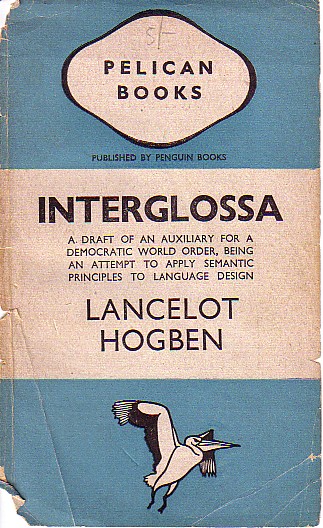 5/-
PELICAN
BOOKS
PUBLISHED BY PENGUIN BOOKS
INTERGLOSSA
A DRAFT OF AN AUXILIARY FOR A
DEMOCRATIC WORLD ORDER, BEING
AN ATTEMPT TO APPLY SEMANTIC
PRINCIPLES TO LANGUAGE DESIGN
LANCELOT
HOGBEN